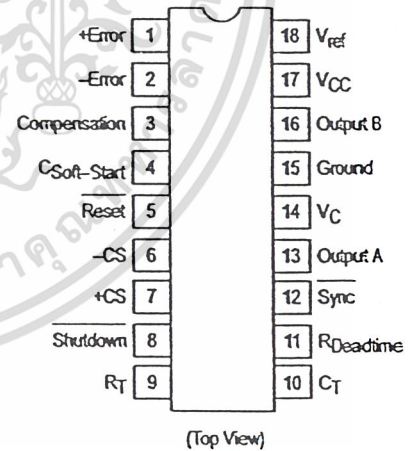 +Error 1
–Error 2
Compensation 3
CSoft–Start 4
Reset 5
–CS 6
+CS 7
Shutdown 8
RT 9
18 Vref
17 VCC
16 Output B
15 Ground
14 VC
13 Output A
12 Sync
11 RDeadtime
10 CT
(Top View)